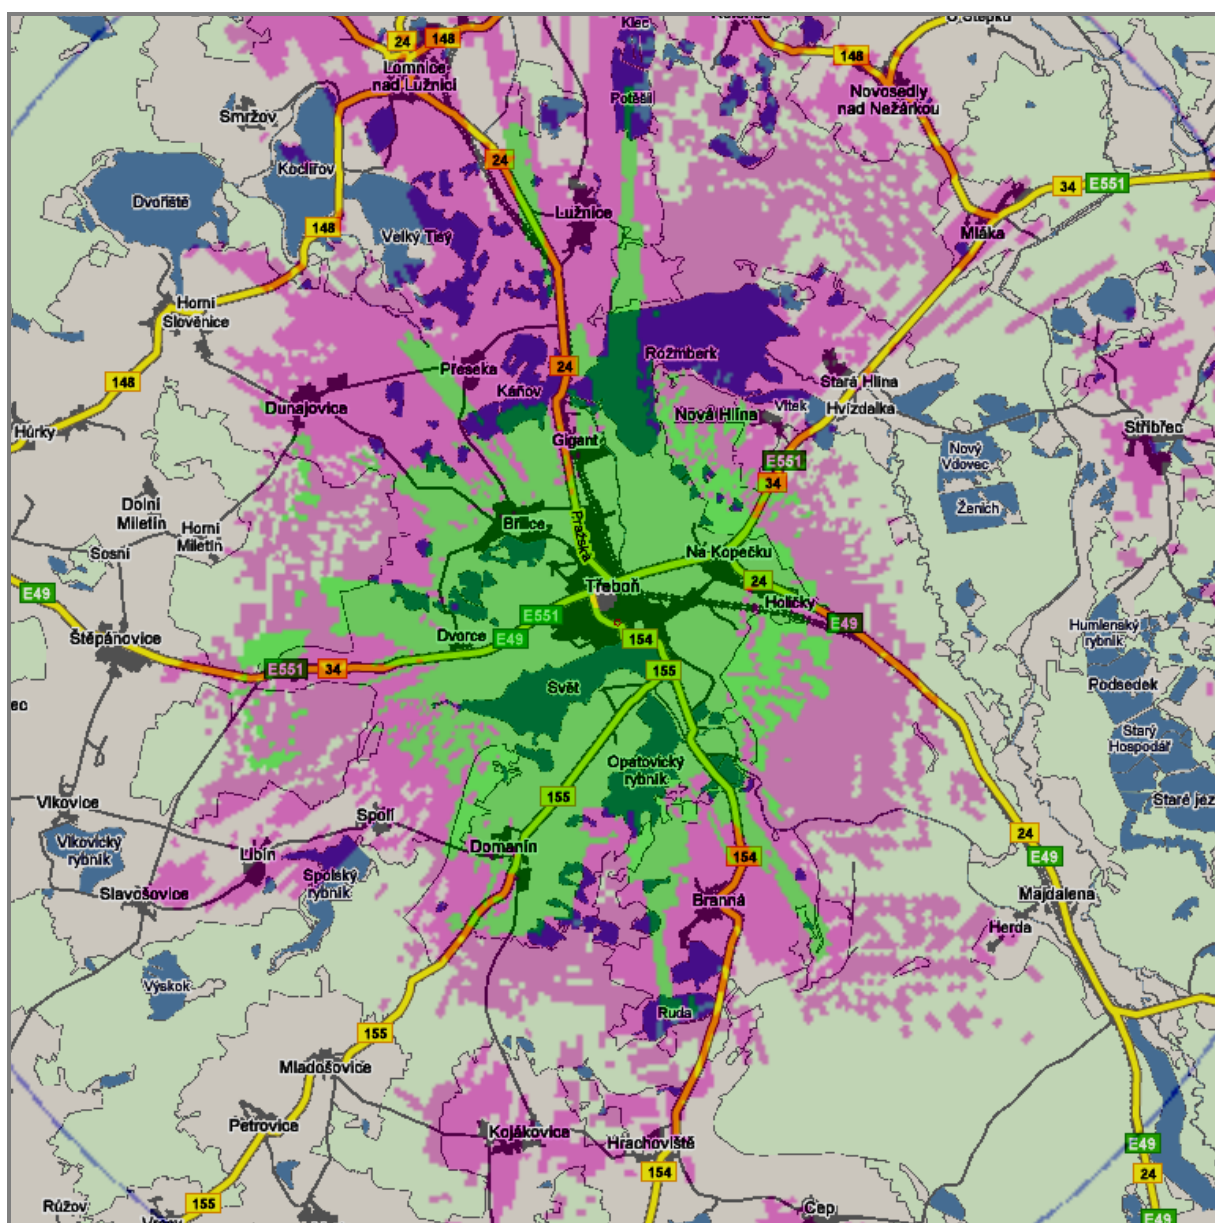 Klec
24
148
148
Lomnice
nad Lužnicí
Potěšil
Novosedly
nad Nežárkou
Smržov
24
Koclířov
34
E551
Dvořiště
Lužnice
148
Velký Tisý
Mláka
Horní
Slověnice
Rožmberk
Přeseka
24
148
Káňov
Stará Hlína
Dunajovice
Vítek
Hvízdalka
Nová Hlína
Hůrky
Gigant
Stříbřec
E551
Nový
Vdovec
34
Dolní
Miletín
Ženich
Břilice
Pražská
Horní
Miletín
Sosní
Na Kopečku
24
E49
Třeboň
Holičky
E551
E49
Humlenský
rybník
Štěpánovice
Dvorce
E49
154
E551
34
155
Svět
Podsedek
Starý
Hospodář
Opatovický
rybník
155
Staré jez
Vlkovice
Spolí
24
Vlkovický
rybník
Domanín
Libín
154
E49
Spolský
rybník
Slavošovice
Majdalena
Branná
Herda
Výskok
Ruda
155
Mladošovice
Petrovice
Kojákovice
Hrachoviště
E49
154
24
155
Růžov
Čep
E49